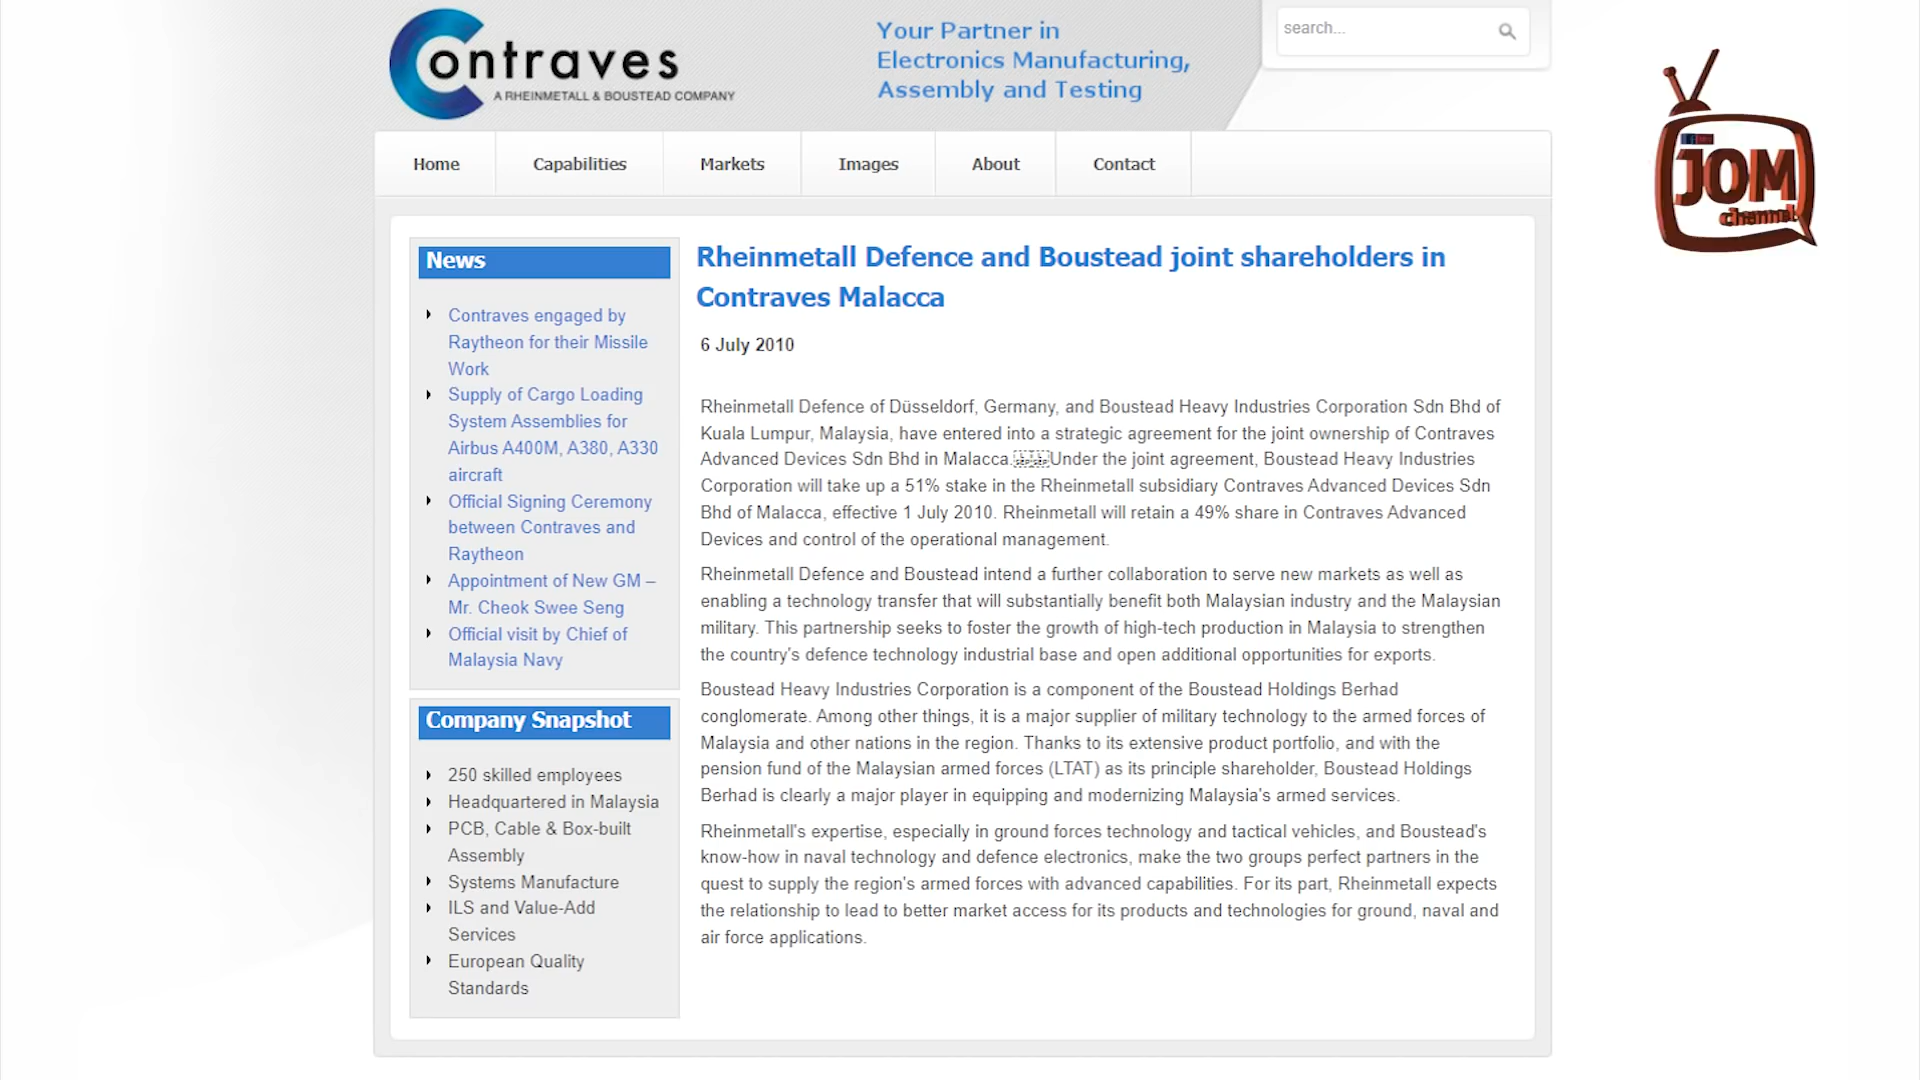 Contraves
A RHEINMETALL & BOUSTEAD COMPANY
Your Partner in
Electronics Manufacturing,
Assembly and Testing
search...
JOM
channel
Home
Capabilities
Markets
Images
About
Contact
News
Contraves engaged by
Raytheon for their Missile
Work
Supply of Cargo Loading
System Assemblies for
Airbus A400M, A380, A330
aircraft
Official Signing Ceremony
between Contraves and
Raytheon
Appointment of New GM –
Mr. Cheok Swee Seng
Official visit by Chief of
Malaysia Navy
Company Snapshot
250 skilled employees
Headquartered in Malaysia
PCB, Cable & Box-built
Assembly
Systems Manufacture
ILS and Value-Add
Services
European Quality
Standards
Rheinmetall Defence and Boustead joint shareholders in
Contraves Malacca
6 July 2010
Rheinmetall Defence of Düsseldorf, Germany, and Boustead Heavy Industries Corporation Sdn Bhd of
Kuala Lumpur, Malaysia, have entered into a strategic agreement for the joint ownership of Contraves
Advanced Devices Sdn Bhd in Malacca. Under the joint agreement, Boustead Heavy Industries
Corporation will take up a 51% stake in the Rheinmetall subsidiary Contraves Advanced Devices Sdn
Bhd of Malacca, effective 1 July 2010. Rheinmetall will retain a 49% share in Contraves Advanced
Devices and control of the operational management.
Rheinmetall Defence and Boustead intend a further collaboration to serve new markets as well as
enabling a technology transfer that will substantially benefit both Malaysian industry and the Malaysian
military. This partnership seeks to foster the growth of high-tech production in Malaysia to strengthen
the country's defence technology industrial base and open additional opportunities for exports.
Boustead Heavy Industries Corporation is a component of the Boustead Holdings Berhad
conglomerate. Among other things, it is a major supplier of military technology to the armed forces of
Malaysia and other nations in the region. Thanks to its extensive product portfolio, and with the
pension fund of the Malaysian armed forces (LTAT) as its principle shareholder, Boustead Holdings
Berhad is clearly a major player in equipping and modernizing Malaysia's armed services.
Rheinmetall's expertise, especially in ground forces technology and tactical vehicles, and Boustead's
know-how in naval technology and defence electronics, make the two groups perfect partners in the
quest to supply the region's armed forces with advanced capabilities. For its part, Rheinmetall expects
the relationship to lead to better market access for its products and technologies for ground, naval and
air force applications.